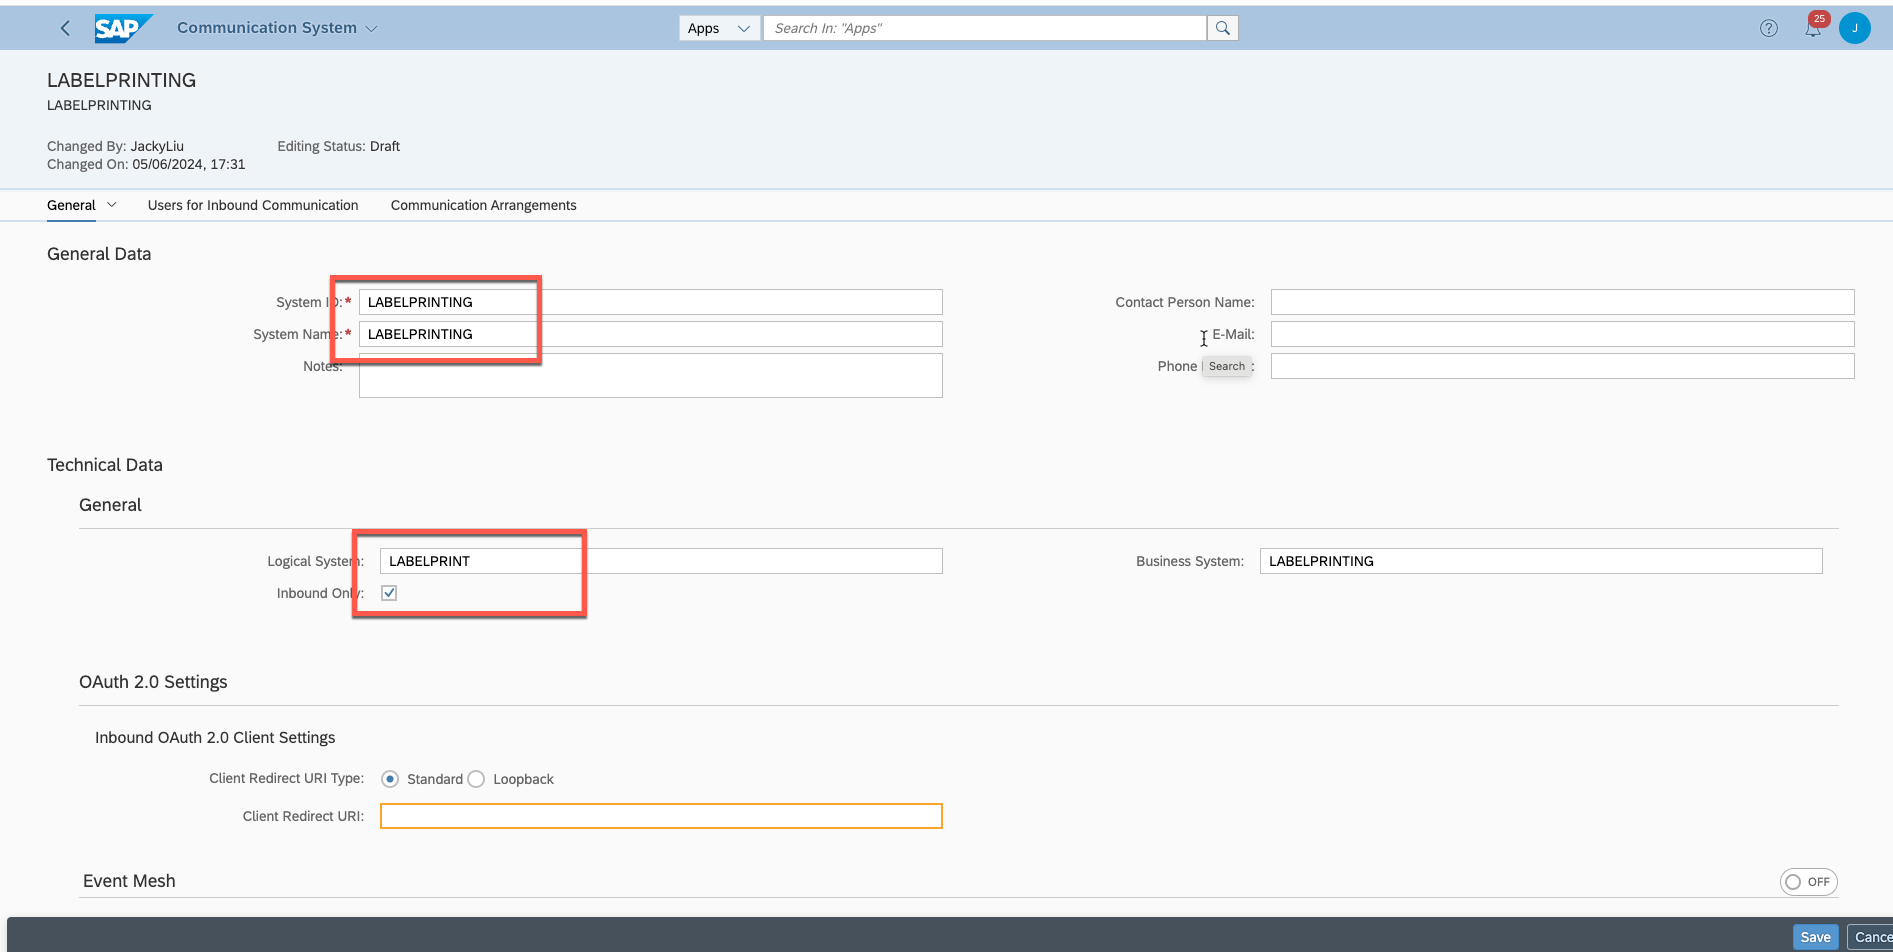 SAP Communication System Apps Search In: "Apps" 25 J
LABELPRINTING
LABELPRINTING
Changed By: JackyLiu Editing Status: Draft
Changed On: 05/06/2024, 17:31
General Users for Inbound Communication Communication Arrangements
General Data
System ID:* LABELPRINTING Contact Person Name:
System Name:* LABELPRINTING E-Mail:
Notes: Phone Search :
Technical Data
General
Logical System: LABELPRINT Business System: LABELPRINTING
Inbound Only:
OAuth 2.0 Settings
Inbound OAuth 2.0 Client Settings
Client Redirect URI Type: Standard Loopback
Client Redirect URI:
Event Mesh OFF
Save Cance